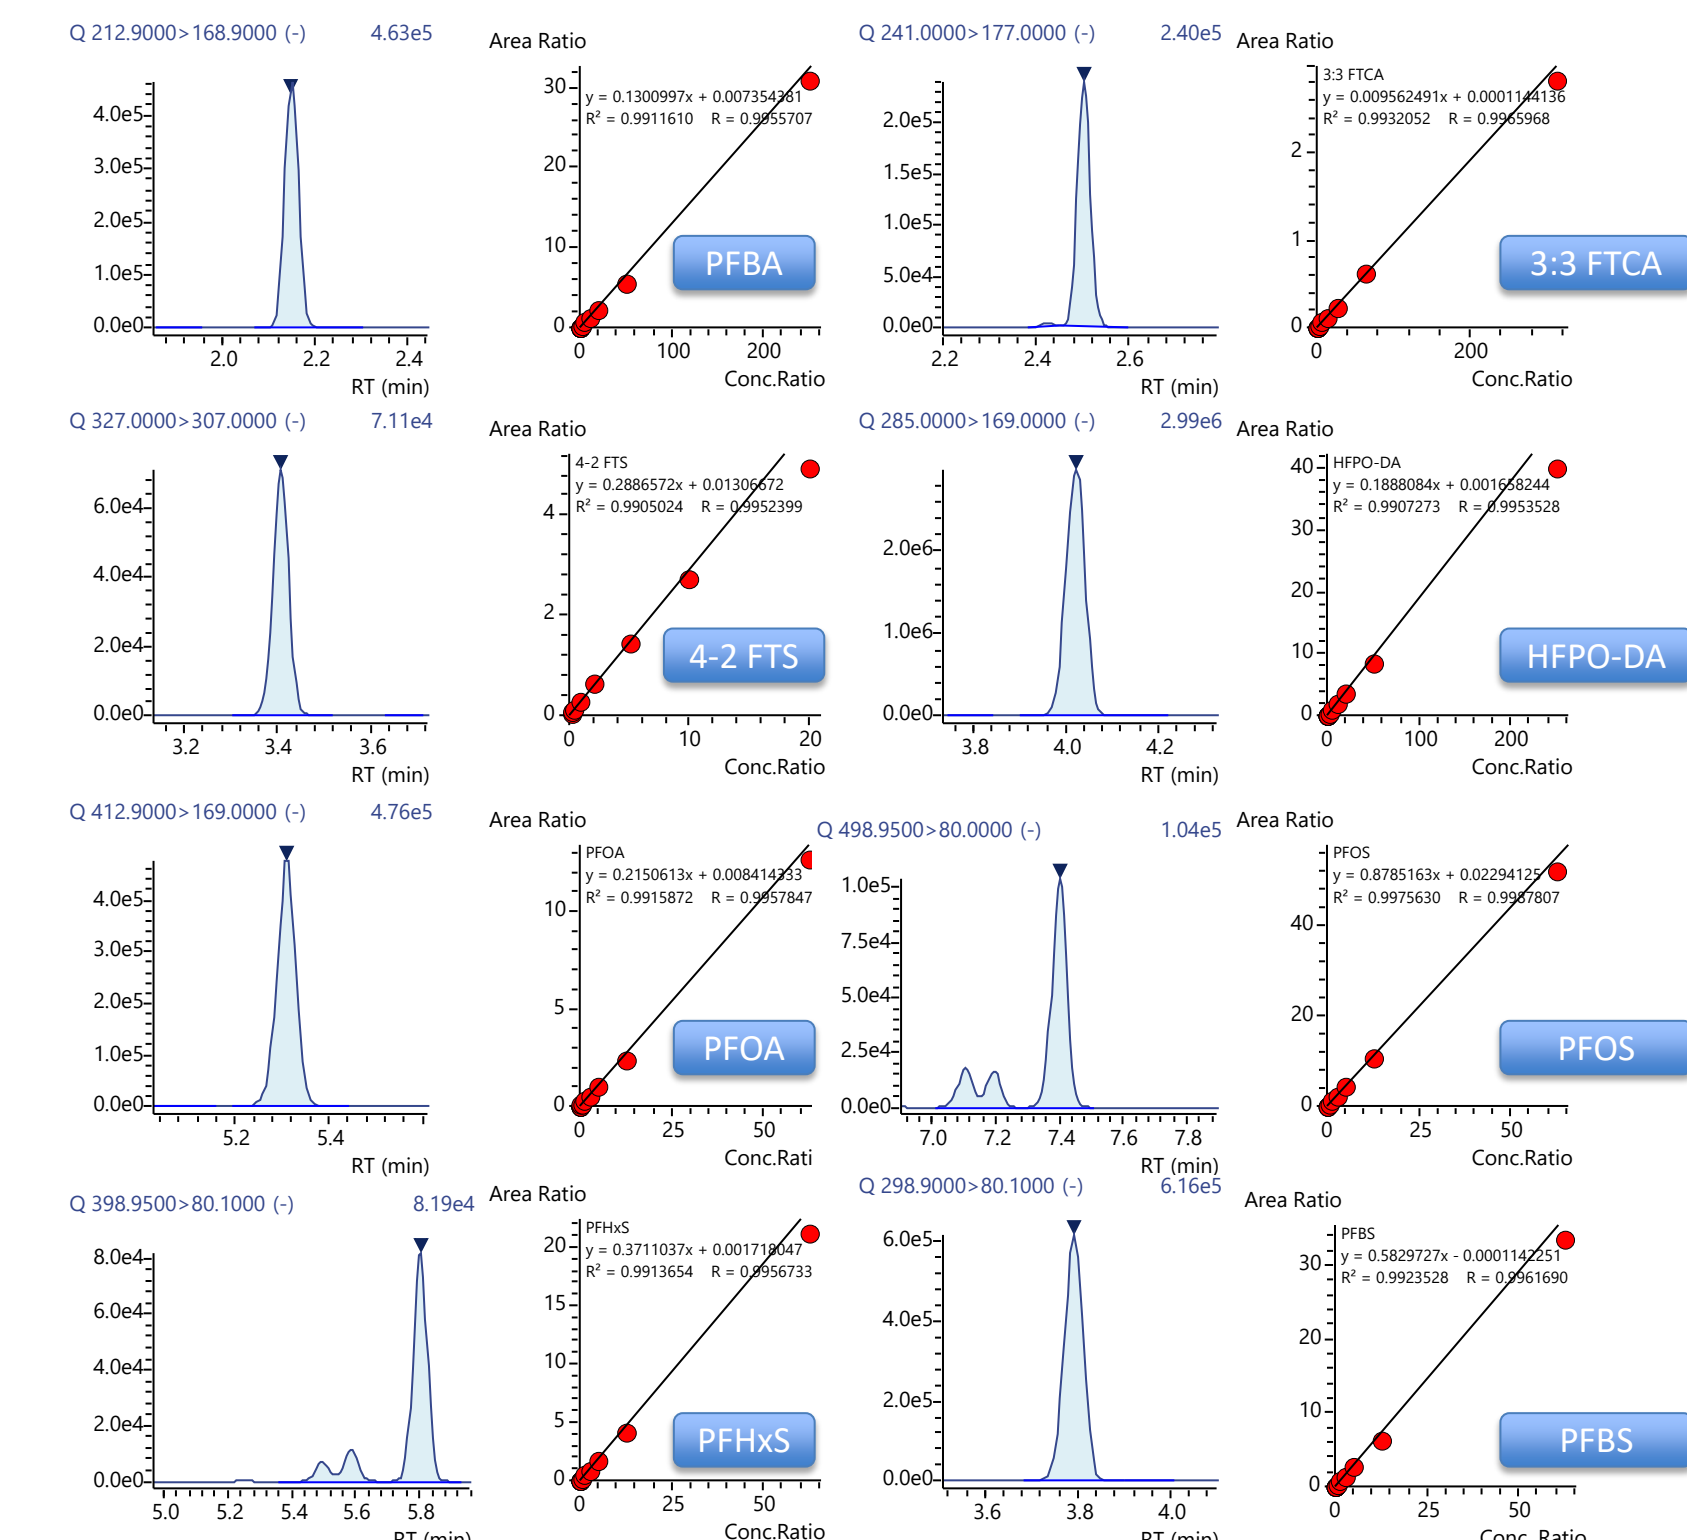 Q 212.9000>168.9000 (-) 4.63e5
4.0e5
3.0e5
2.0e5
1.0e5
0.0e0
2.0 2.2 2.4
RT (min)
Area Ratio
y = 0.1300997x + 0.007354381
R² = 0.9911610 R = 0.9955707
30
20
10
0
0 100 200
Conc.Ratio
PFBA
Q 241.0000>177.0000 (-) 2.40e5
2.0e5
1.5e5
1.0e5
5.0e4
0.0e0
2.2 2.4 2.6
RT (min)
Area Ratio
3:3 FTCA
y = 0.009562491x + 0.0001144136
R² = 0.9932052 R = 0.9965968
2
1
0
0 200
Conc.Ratio
3:3 FTCA
Q 327.0000>307.0000 (-) 7.11e4
6.0e4
4.0e4
2.0e4
0.0e0
3.2 3.4 3.6
RT (min)
Area Ratio
4-2 FTS
y = 0.2886572x + 0.01306672
R² = 0.9905024 R = 0.9952399
4
2
0
0 10 20
Conc.Ratio
4-2 FTS
Q 285.0000>169.0000 (-) 2.99e6
2.0e6
1.0e6
0.0e0
3.8 4.0 4.2
RT (min)
Area Ratio
HFPO-DA
y = 0.1888084x + 0.001658244
R² = 0.9907273 R = 0.9953528
40
30
20
10
0
0 100 200
Conc.Ratio
HFPO-DA
Q 412.9000>169.0000 (-) 4.76e5
4.0e5
3.0e5
2.0e5
1.0e5
0.0e0
5.2 5.4
RT (min)
Area Ratio
PFOA
y = 0.2150613x + 0.008414333
R² = 0.9915872 R = 0.9957847
10
5
0
0 25 50
Conc.Rati
PFOA
Q 498.9500>80.0000 (-) 1.04e5
1.0e5
7.5e4
5.0e4
2.5e4
0.0e0
7.0 7.2 7.4 7.6 7.8
RT (min)
Area Ratio
PFOS
y = 0.8785163x + 0.02294125
R² = 0.9975630 R = 0.9987807
40
20
0
0 25 50
Conc.Ratio
PFOS
Q 398.9500>80.1000 (-) 8.19e4
8.0e4
6.0e4
4.0e4
2.0e4
0.0e0
5.0 5.2 5.4 5.6 5.8
RT (min)
Area Ratio
PFHxS
y = 0.3711037x + 0.001718047
R² = 0.9913654 R = 0.9956733
20
15
10
5
0
0 25 50
Conc.Ratio
PFHxS
Q 298.9000>80.1000 (-) 6.16e5
6.0e5
4.0e5
2.0e5
0.0e0
3.6 3.8 4.0
RT (min)
Area Ratio
PFBS
y = 0.5829727x - 0.0001142251
R² = 0.9923528 R = 0.9961690
30
20
10
0
0 25 50
Conc. Ratio
PFBS